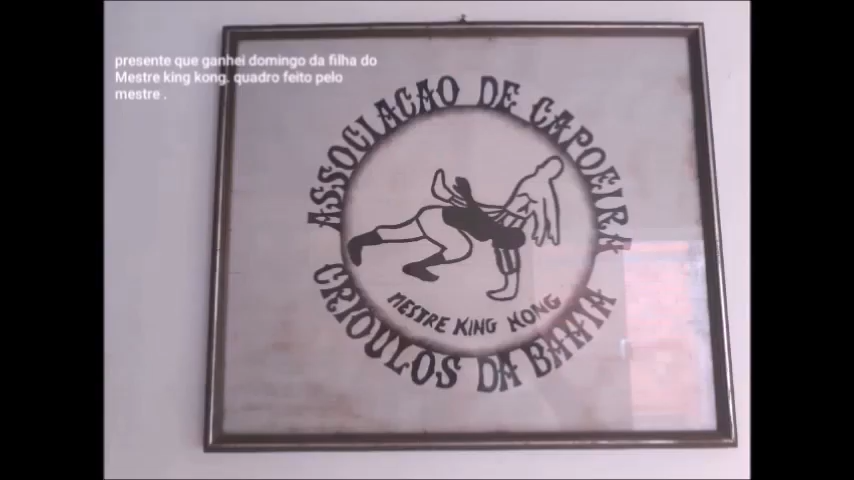 presente que ganhei domingo da filha do
Mestre king kong. quadro feito pelo
mestre .
ASSOCIAÇAO DE CAPOEIRA
MESTRE KING KONG
CRIOULOS DA BAHIA